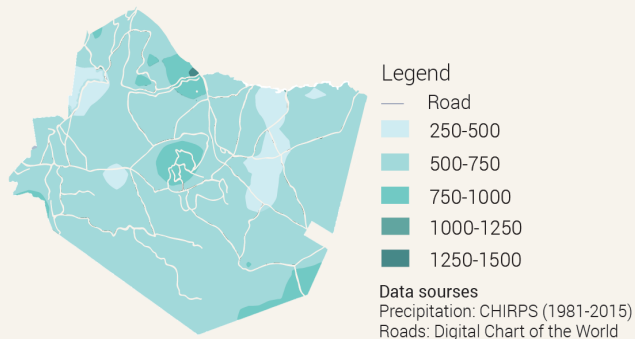 Legend
Road
250-500
500-750
750-1000
1000-1250
1250-1500
Data sourses
Precipitation: CHIRPS (1981-2015)
Roads: Digital Chart of the World